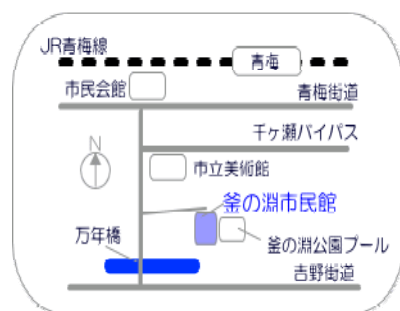 JR青梅線
青梅
市民会館
青梅街道
千ヶ瀬バイパス
N
市立美術館
釜の淵市民館
万年橋
釜の淵公園プール
吉野街道